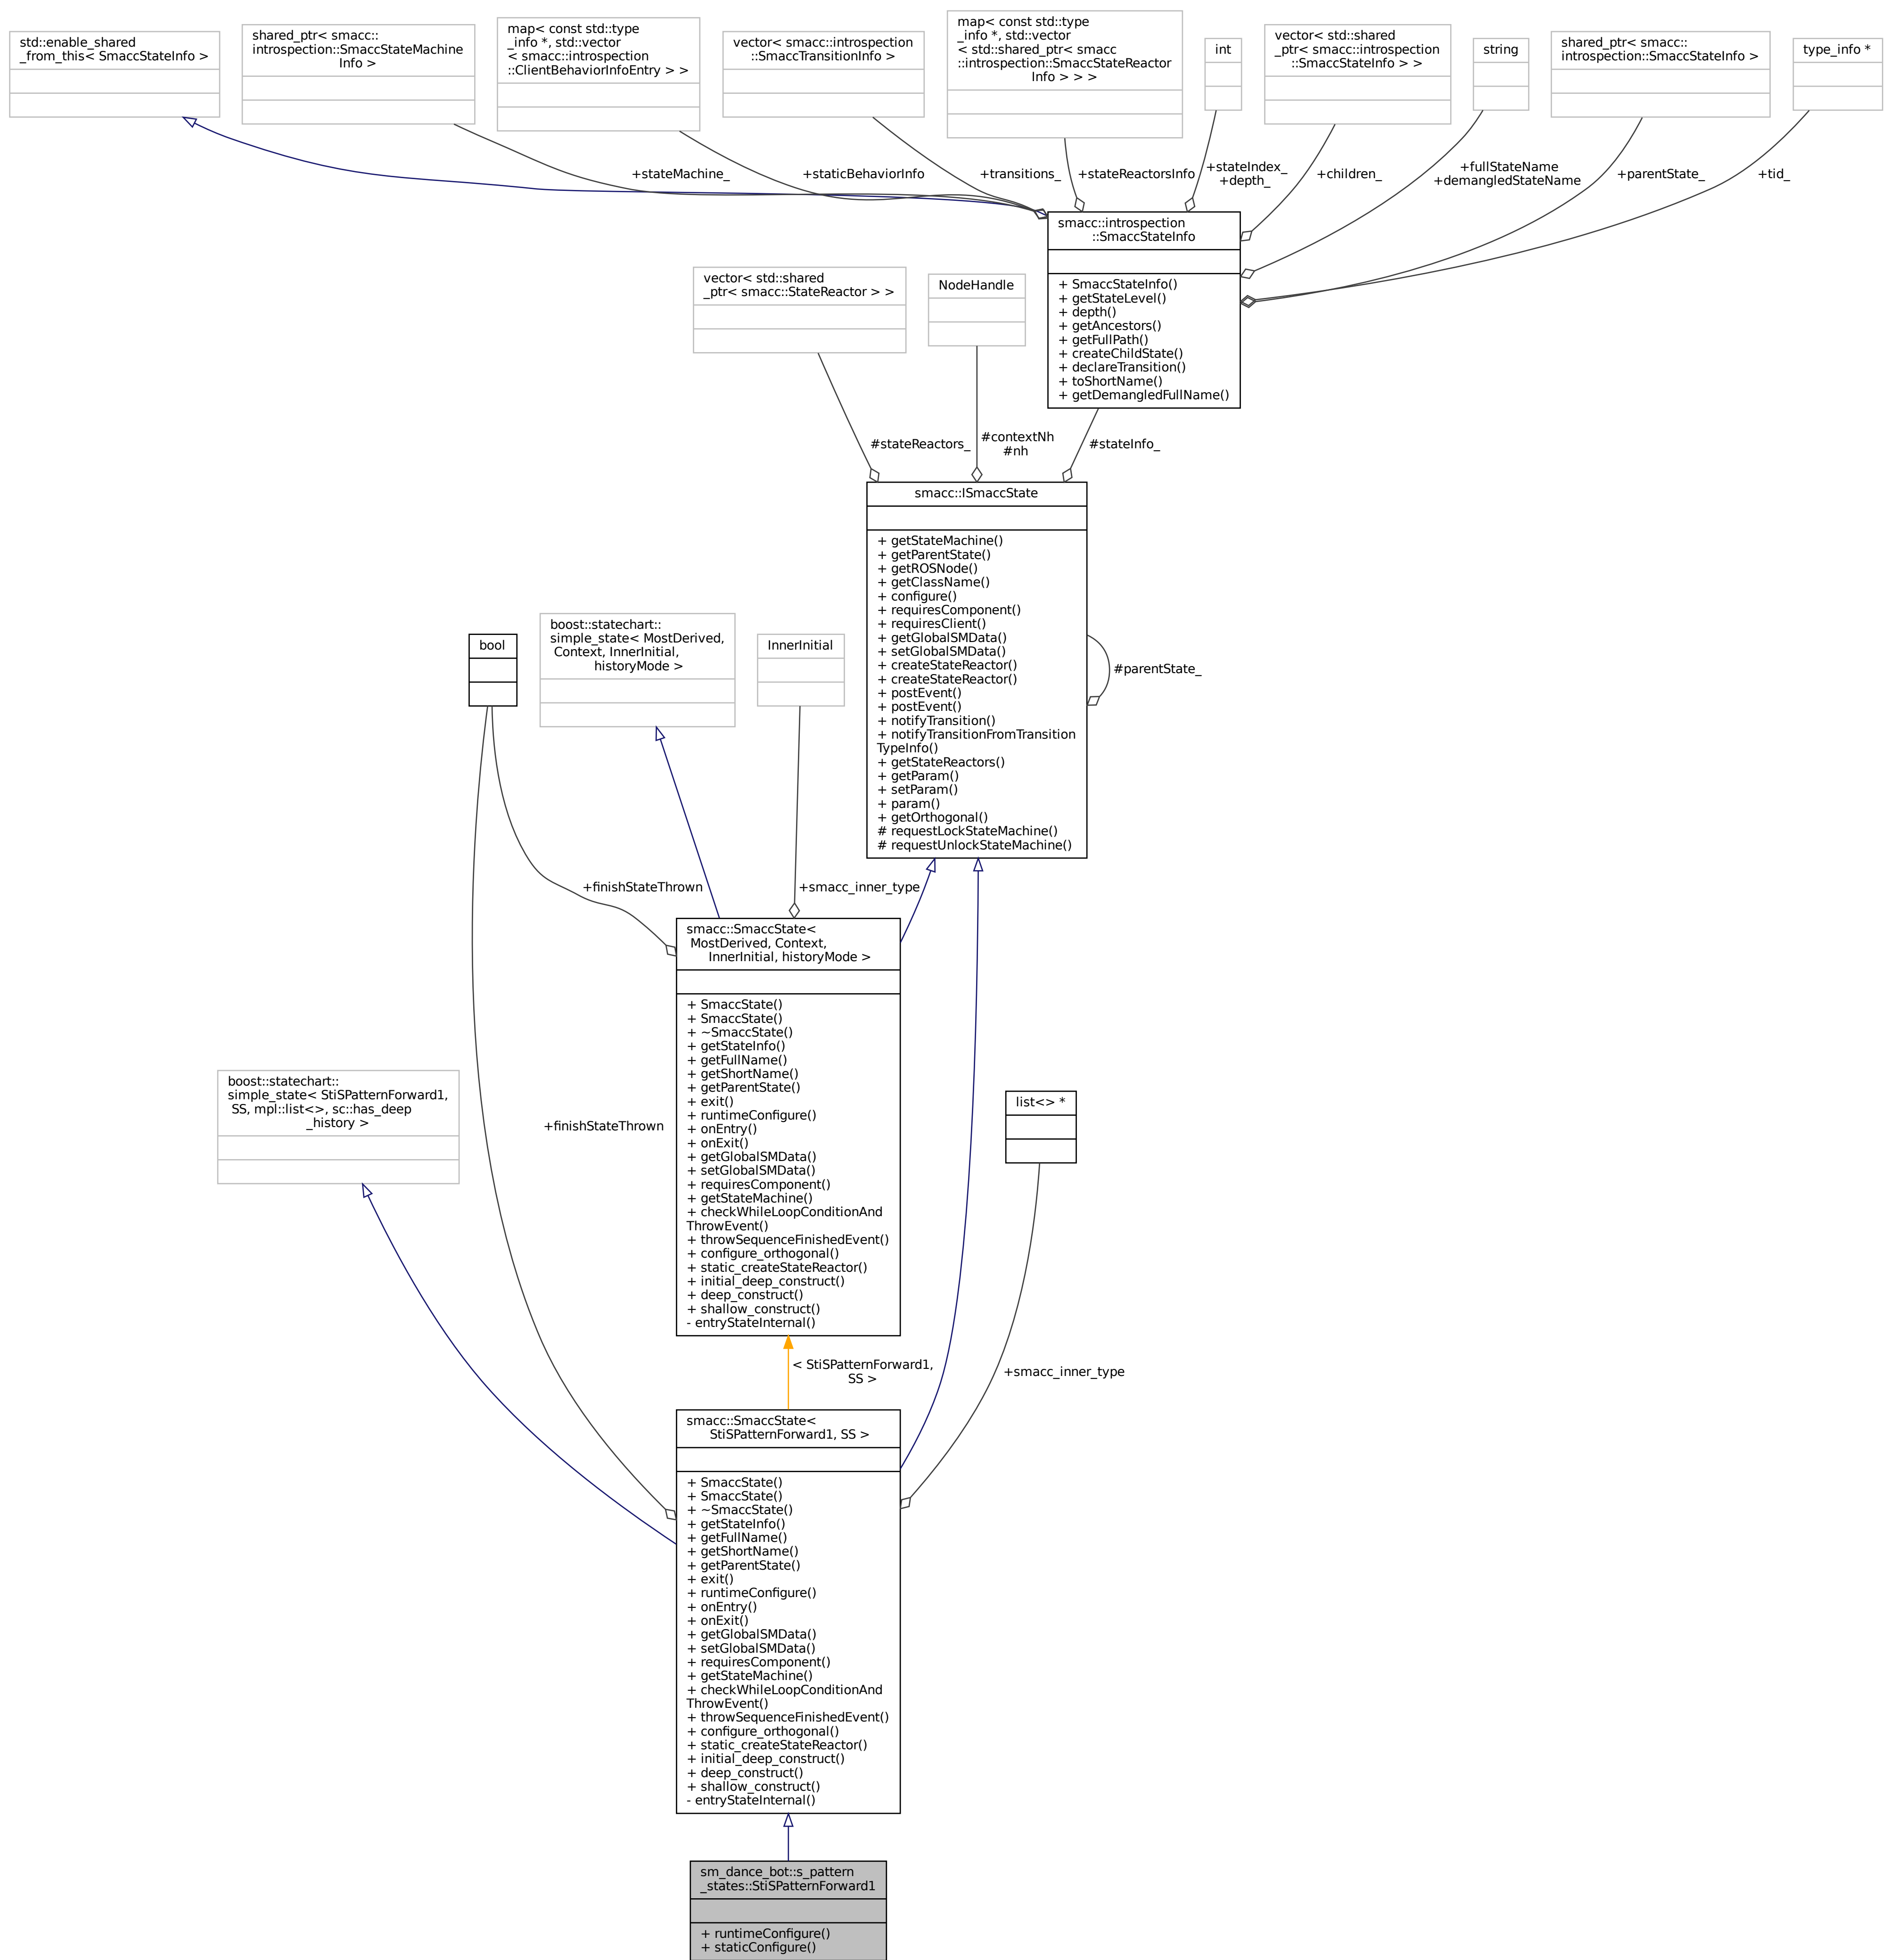 std::enable_shared
_from_this< SmaccStateInfo >
shared_ptr< smacc::
introspection::SmaccStateMachine
Info >
map< const std::type
_info *, std::vector
< smacc::introspection
::ClientBehaviorInfoEntry > >
vector< smacc::introspection
::SmaccTransitionInfo >
map< const std::type
_info *, std::vector
< std::shared_ptr< smacc
::introspection::SmaccStateReactor
Info > > >
int
vector< std::shared
_ptr< smacc::introspection
::SmaccStateInfo > >
string
shared_ptr< smacc::
introspection::SmaccStateInfo >
type_info *
+stateMachine_
+staticBehaviorInfo
+transitions_
+stateReactorsInfo
+stateIndex_
+depth_
+children_
+fullStateName
+demangledStateName
+parentState_
+tid_
smacc::introspection
::SmaccStateInfo
+ SmaccStateInfo()
+ getStateLevel()
+ depth()
+ getAncestors()
+ getFullPath()
+ createChildState()
+ declareTransition()
+ toShortName()
+ getDemangledFullName()
vector< std::shared
_ptr< smacc::StateReactor > >
NodeHandle
#stateReactors_
#contextNh
#nh
#stateInfo_
smacc::ISmaccState
+ getStateMachine()
+ getParentState()
+ getROSNode()
+ getClassName()
+ configure()
+ requiresComponent()
+ requiresClient()
+ getGlobalSMData()
+ setGlobalSMData()
+ createStateReactor()
+ createStateReactor()
+ postEvent()
+ postEvent()
+ notifyTransition()
+ notifyTransitionFromTransition
TypeInfo()
+ getStateReactors()
+ getParam()
+ setParam()
+ param()
+ getOrthogonal()
# requestLockStateMachine()
# requestUnlockStateMachine()
#parentState_
bool
boost::statechart::
simple_state< MostDerived,
Context, InnerInitial,
historyMode >
InnerInitial
+finishStateThrown
+smacc_inner_type
smacc::SmaccState<
MostDerived, Context,
InnerInitial, historyMode >
+ SmaccState()
+ SmaccState()
+ ~SmaccState()
+ getStateInfo()
+ getFullName()
+ getShortName()
+ getParentState()
+ exit()
+ runtimeConfigure()
+ onEntry()
+ onExit()
+ getGlobalSMData()
+ setGlobalSMData()
+ requiresComponent()
+ getStateMachine()
+ checkWhileLoopConditionAnd
ThrowEvent()
+ throwSequenceFinishedEvent()
+ configure_orthogonal()
+ static_createStateReactor()
+ initial_deep_construct()
+ deep_construct()
+ shallow_construct()
- entryStateInternal()
boost::statechart::
simple_state< StiSPatternForward1,
SS, mpl::list<>, sc::has_deep
_history >
+finishStateThrown
list<> *
< StiSPatternForward1,
SS >
+smacc_inner_type
smacc::SmaccState<
StiSPatternForward1, SS >
+ SmaccState()
+ SmaccState()
+ ~SmaccState()
+ getStateInfo()
+ getFullName()
+ getShortName()
+ getParentState()
+ exit()
+ runtimeConfigure()
+ onEntry()
+ onExit()
+ getGlobalSMData()
+ setGlobalSMData()
+ requiresComponent()
+ getStateMachine()
+ checkWhileLoopConditionAnd
ThrowEvent()
+ throwSequenceFinishedEvent()
+ configure_orthogonal()
+ static_createStateReactor()
+ initial_deep_construct()
+ deep_construct()
+ shallow_construct()
- entryStateInternal()
sm_dance_bot::s_pattern
_states::StiSPatternForward1
+ runtimeConfigure()
+ staticConfigure()